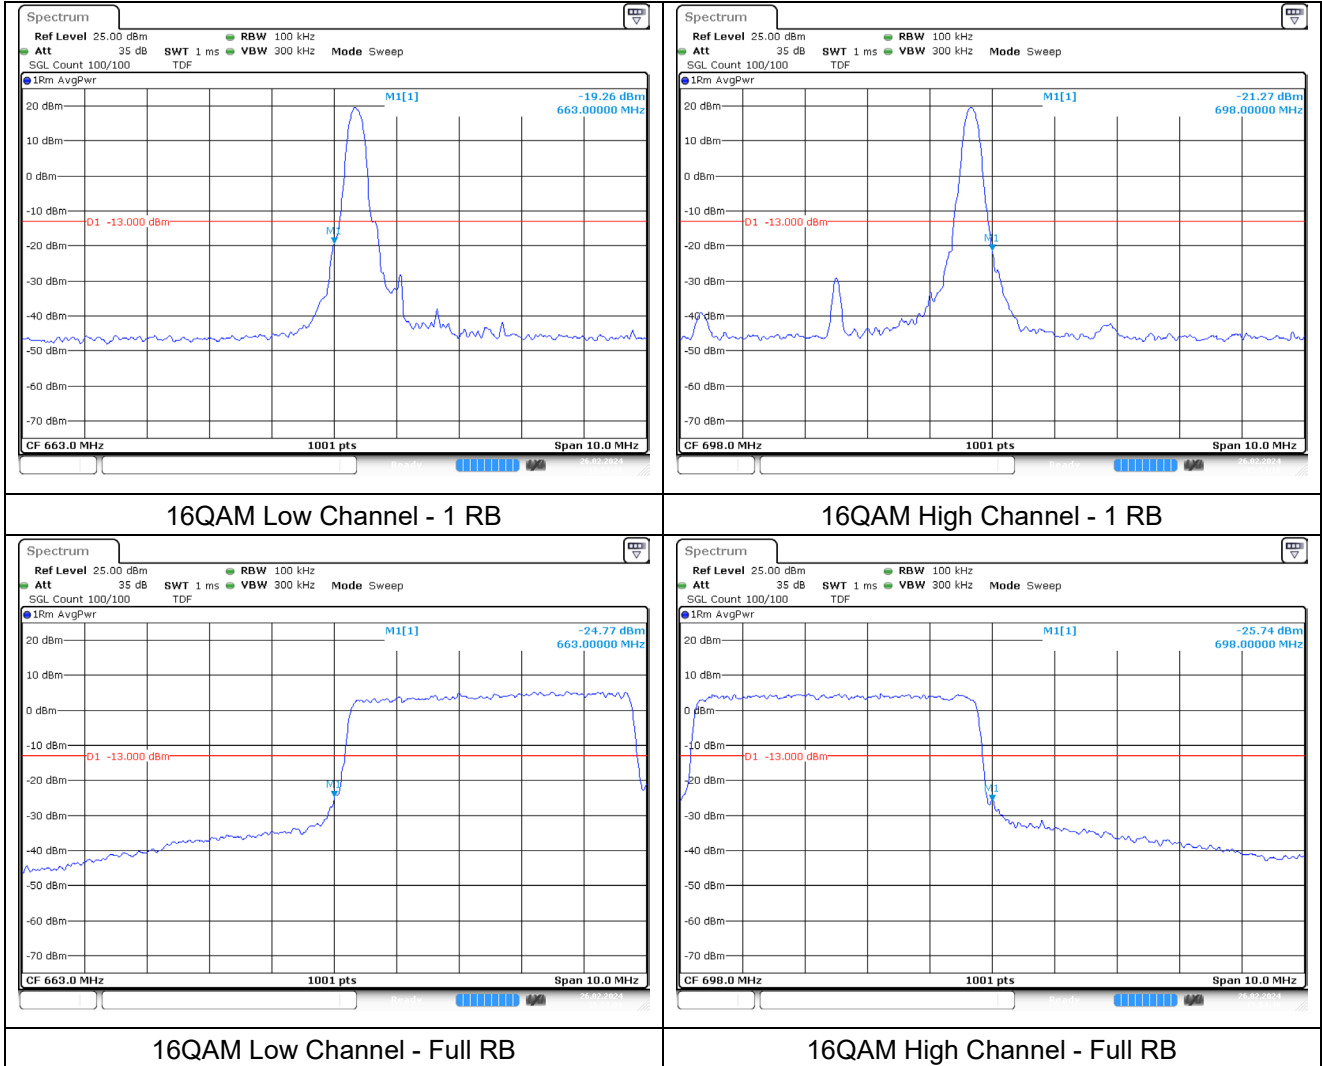 Spectrum
Ref Level 25.00 dBm RBW 100 kHz
Att 35 dB SWT 1 ms VBW 300 kHz Mode Sweep
SGL Count 100/100 TDF
1Rm AvgPwr
M1[1] -19.26 dBm
663.00000 MHz
20 dBm
10 dBm
0 dBm
-10 dBm
D1 -13.000 dBm
M1
-20 dBm
-30 dBm
-40 dBm
-50 dBm
-60 dBm
-70 dBm
CF 663.0 MHz 1001 pts Span 10.0 MHz
Ready 26.02.2024
16QAM Low Channel - 1 RB
Spectrum
Ref Level 25.00 dBm RBW 100 kHz
Att 35 dB SWT 1 ms VBW 300 kHz Mode Sweep
SGL Count 100/100 TDF
1Rm AvgPwr
M1[1] -21.27 dBm
698.00000 MHz
20 dBm
10 dBm
0 dBm
-10 dBm
D1 -13.000 dBm
M1
-20 dBm
-30 dBm
-40 dBm
-50 dBm
-60 dBm
-70 dBm
CF 698.0 MHz 1001 pts Span 10.0 MHz
16QAM High Channel - 1 RB
Spectrum
Ref Level 25.00 dBm RBW 100 kHz
Att 35 dB SWT 1 ms VBW 300 kHz Mode Sweep
SGL Count 100/100 TDF
1Rm AvgPwr
M1[1] -24.77 dBm
663.00000 MHz
20 dBm
10 dBm
0 dBm
-10 dBm
D1 -13.000 dBm
-20 dBm
M1
-30 dBm
-40 dBm
-50 dBm
-60 dBm
-70 dBm
CF 663.0 MHz 1001 pts Span 10.0 MHz
Ready 26.02.2024
16QAM Low Channel - Full RB
Spectrum
Ref Level 25.00 dBm RBW 100 kHz
Att 35 dB SWT 1 ms VBW 300 kHz Mode Sweep
SGL Count 100/100 TDF
1Rm AvgPwr
M1[1] -25.74 dBm
698.00000 MHz
20 dBm
10 dBm
0 dBm
-10 dBm
D1 -13.000 dBm
-20 dBm
M1
-30 dBm
-40 dBm
-50 dBm
-60 dBm
-70 dBm
CF 698.0 MHz 1001 pts Span 10.0 MHz
26.02.2024
16QAM High Channel - Full RB